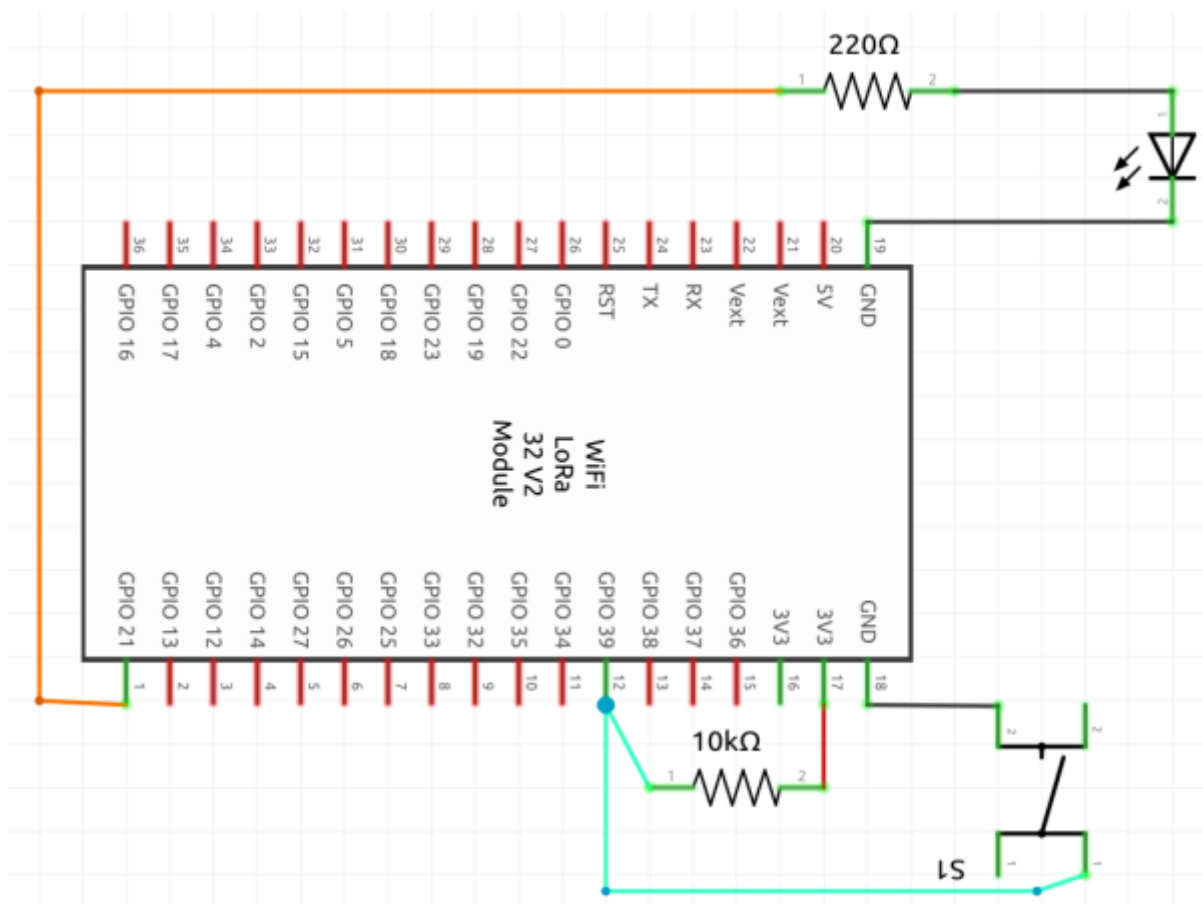 220Ω
1
2
1
2
36
35
34
33
32
31
30
29
28
27
26
25
24
23
22
21
20
19
GPIO 16
GPIO 17
GPIO 4
GPIO 2
GPIO 15
GPIO 5
GPIO 18
GPIO 23
GPIO 19
GPIO 22
GPIO 0
RST
TX
RX
Vext
Vext
5V
GND
WiFi
LoRa
32 V2
Module
GPIO 21
GPIO 13
GPIO 12
GPIO 14
GPIO 27
GPIO 26
GPIO 25
GPIO 33
GPIO 32
GPIO 35
GPIO 34
GPIO 39
GPIO 38
GPIO 37
GPIO 36
3V3
3V3
GND
1
2
3
4
5
6
7
8
9
10
11
12
13
14
15
16
17
18
10kΩ
1
2
2
2
S1
1
1